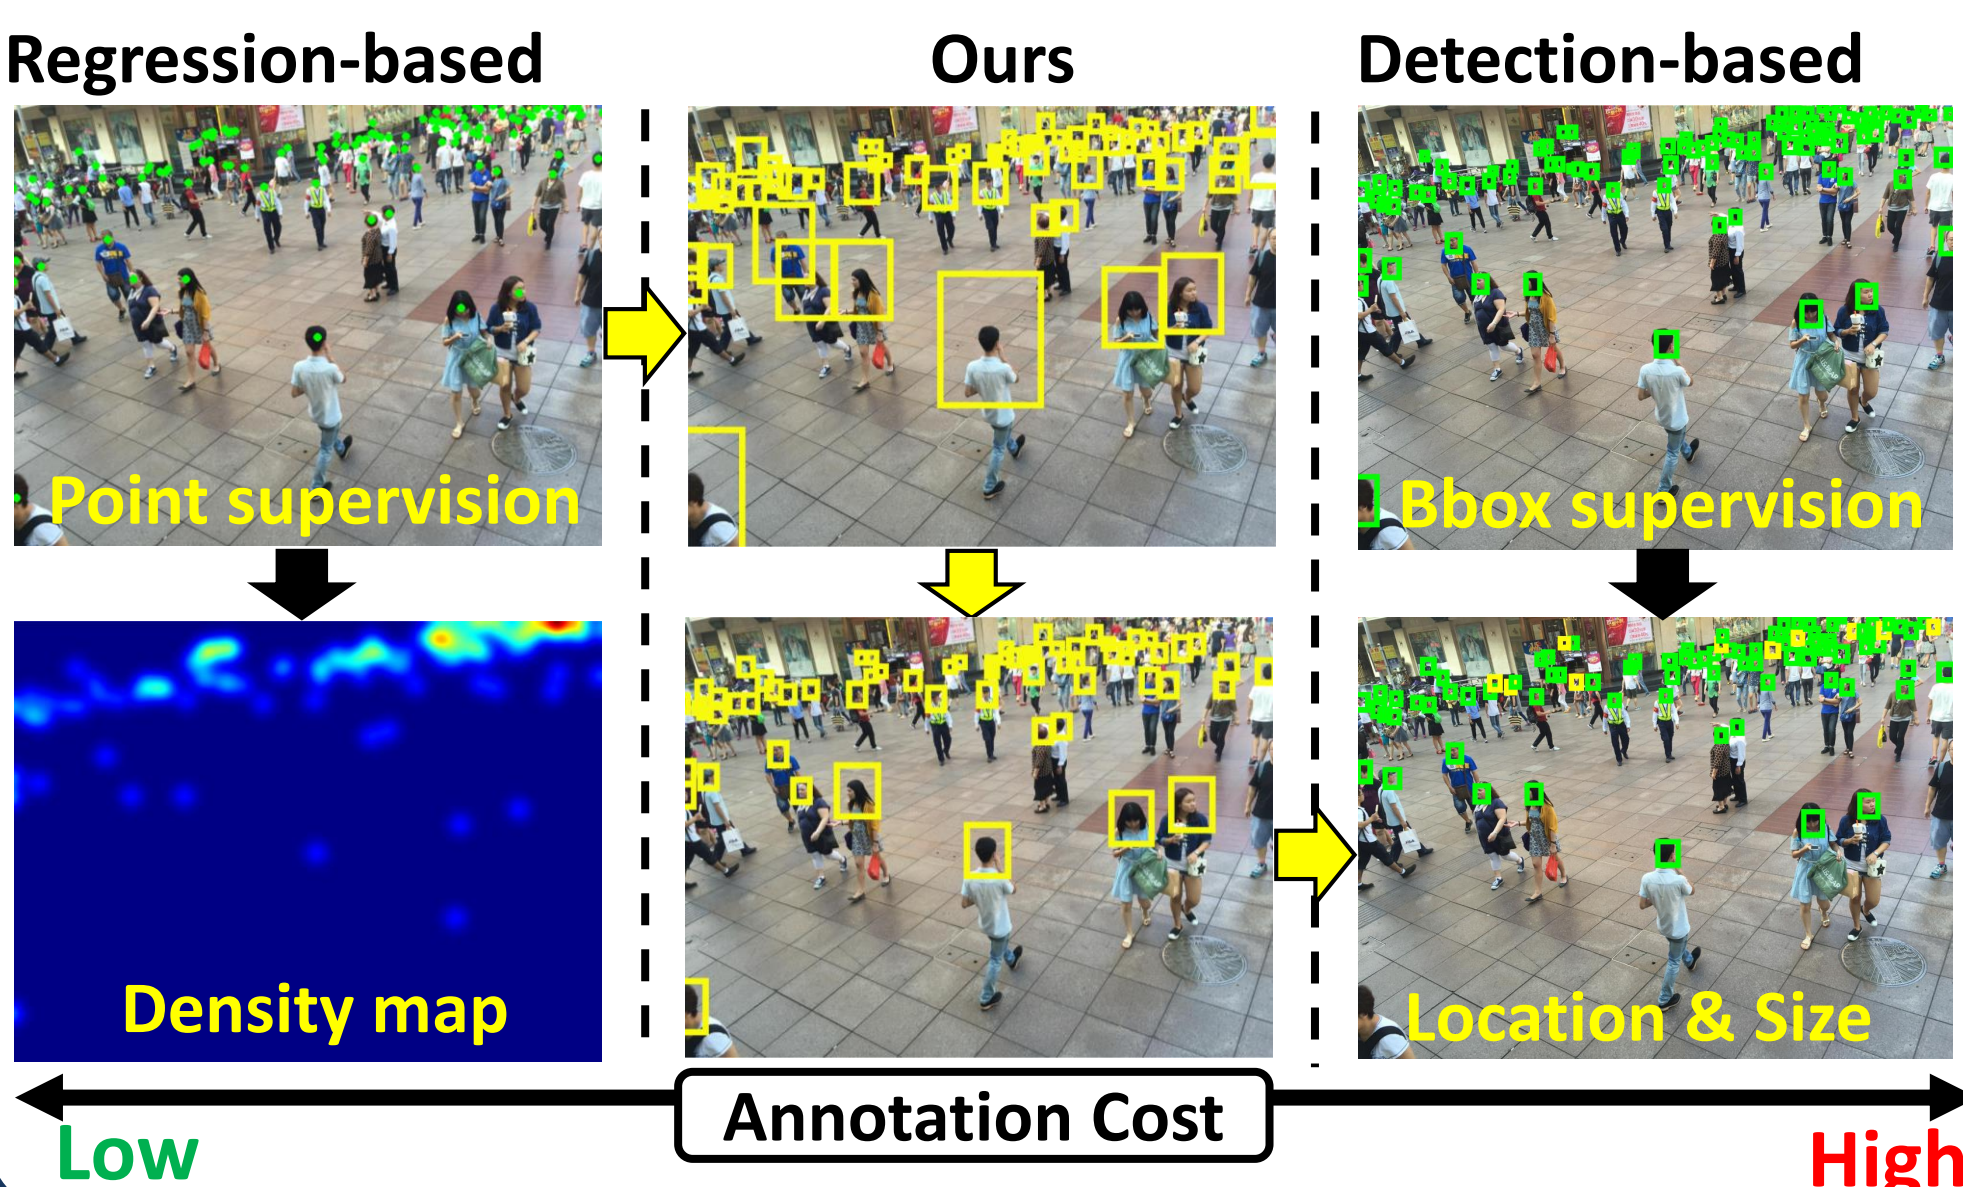 Regression-based
Ours
Detection-based
Point supervision
Bbox supervision
Density map
Location & Size
Annotation Cost
Low
High